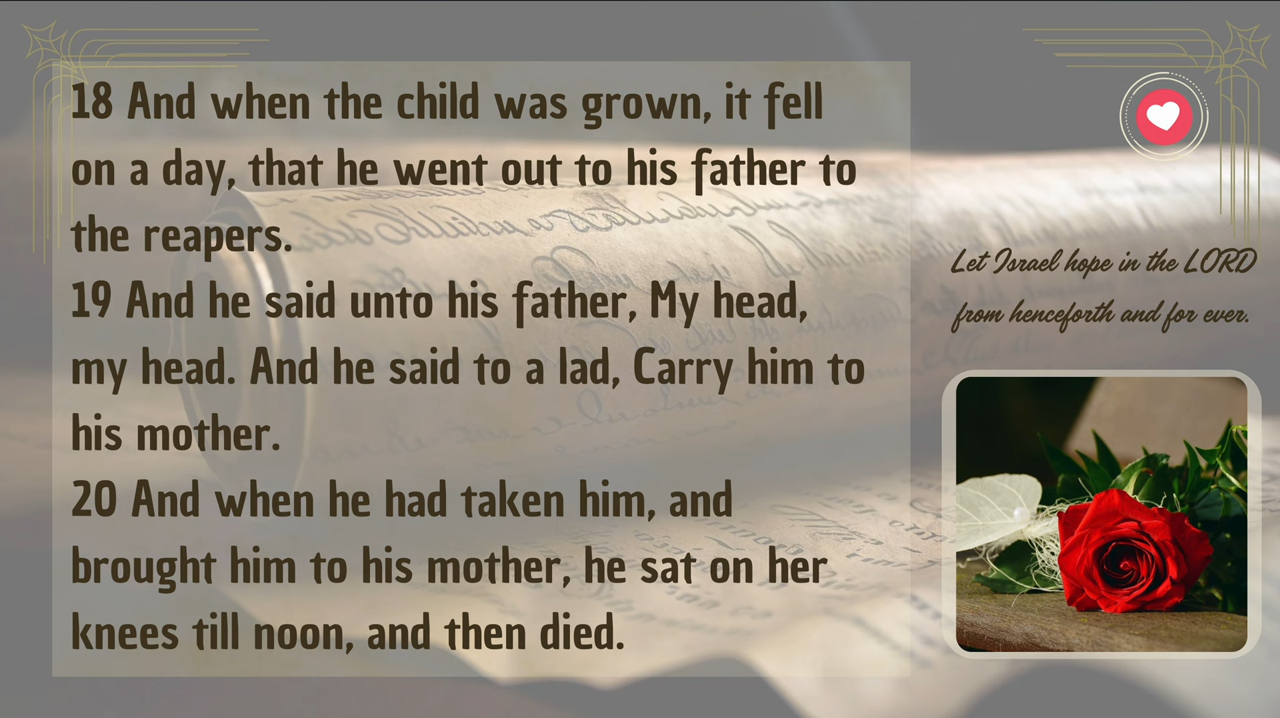 18 And when the child was grown, it fell
on a day, that he went out to his father to
the reapers.
19 And he said unto his father, My head,
my head. And he said to a lad, Carry him to
his mother.
20 And when he had taken him, and
brought him to his mother, he sat on her
knees till noon, and then died.
Let Israel hope in the LORD
from henceforth and for ever.